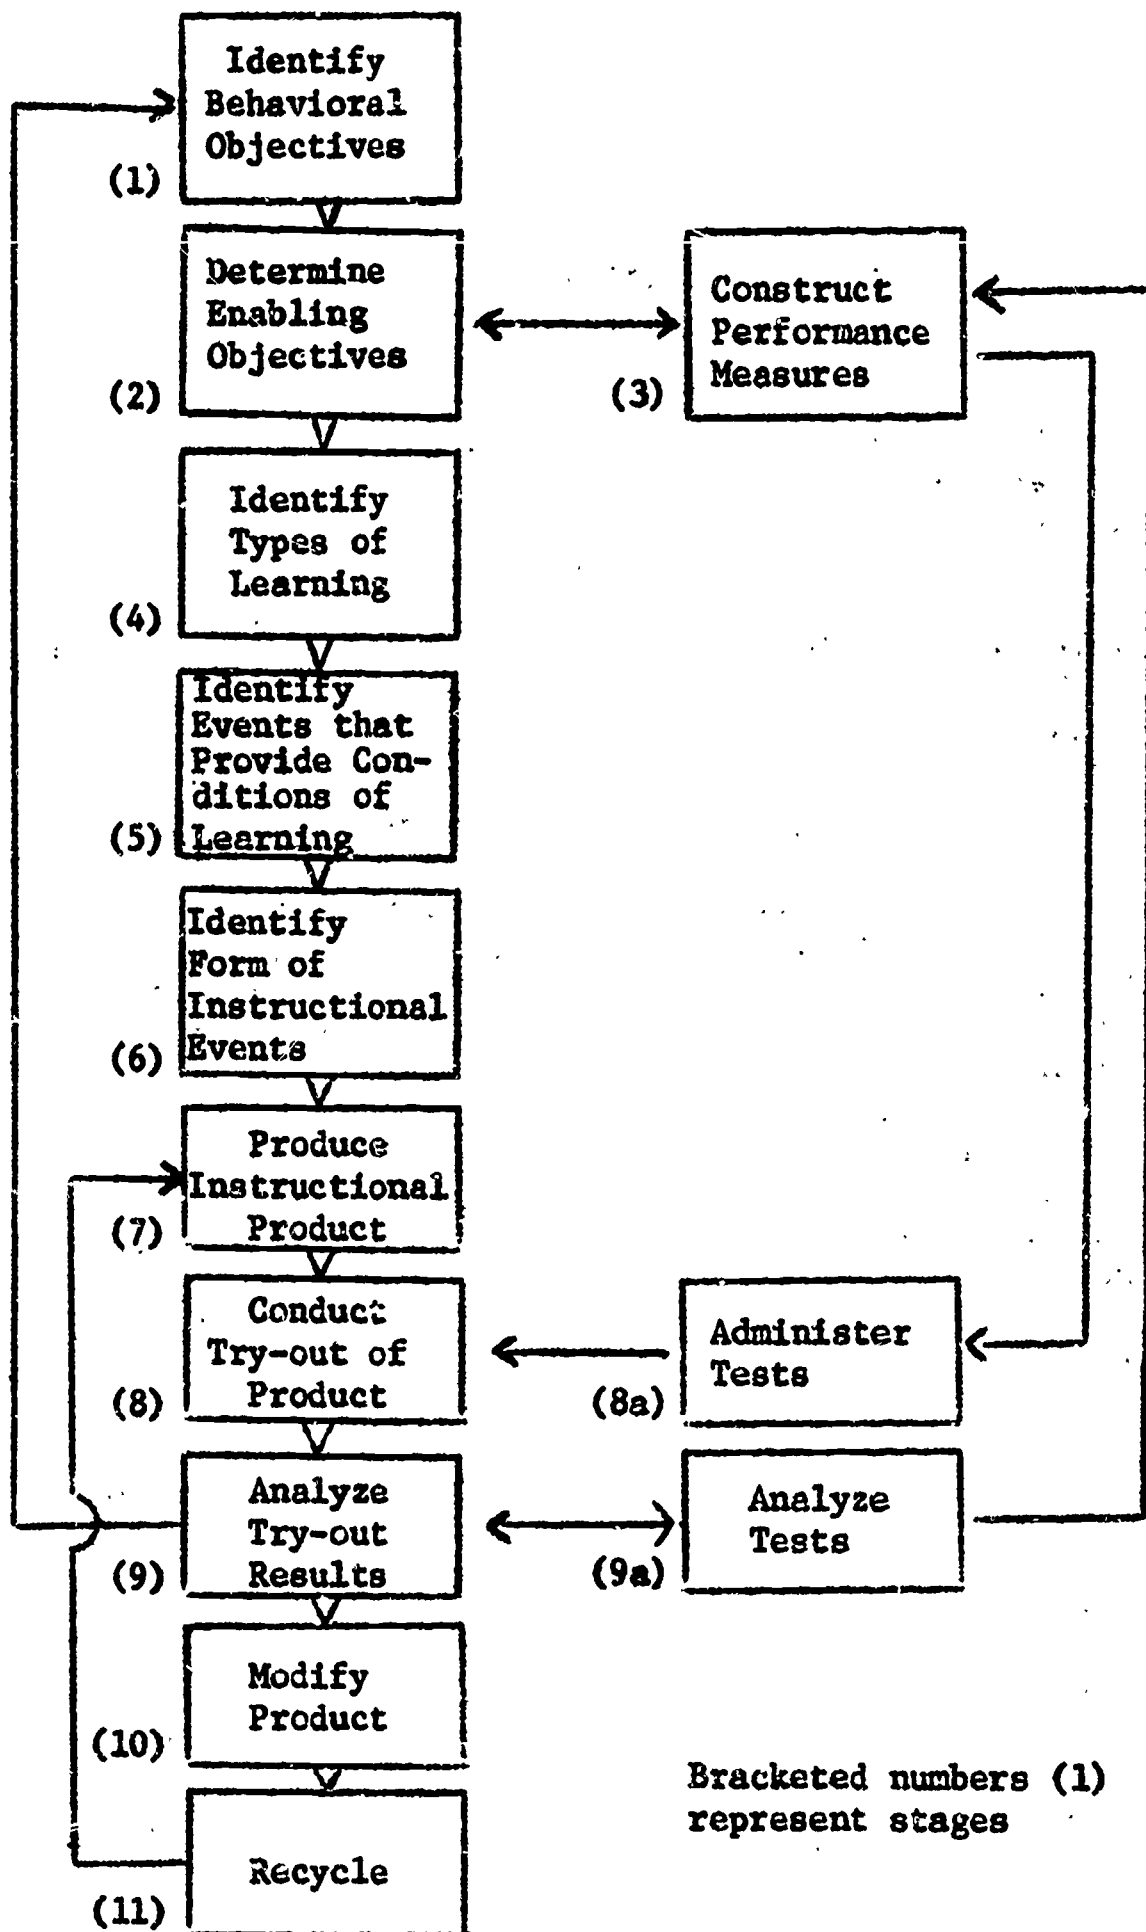 Identify
Behavioral
Objectives
(1)
Determine
Enabling
Objectives
(2)
Construct
Performance
Measures
(3)
Identify
Types of
Learning
(4)
Identify
Events that
Provide Con-
ditions of
Learning
(5)
Identify
Form of
Instructional
Events
(6)
Produce
Instructional
Product
(7)
Conduct
Try-out of
Product
(8)
Administer
Tests
(8a)
Analyze
Try-out
Results
(9)
Analyze
Tests
(9a)
Modify
Product
(10)
Bracketed numbers (1)
represent stages
Recycle
(11)